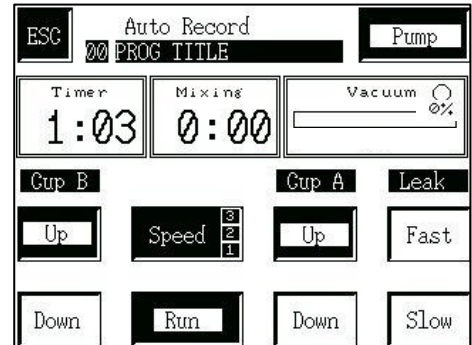 ESC Auto Record Pump
00 PROG TITLE
Timer Mixing Vacuum
1:03 0:00 0%
Cup B Cup A Leak
Up Speed 3 2 1 Up Fast
Down Run Down Slow